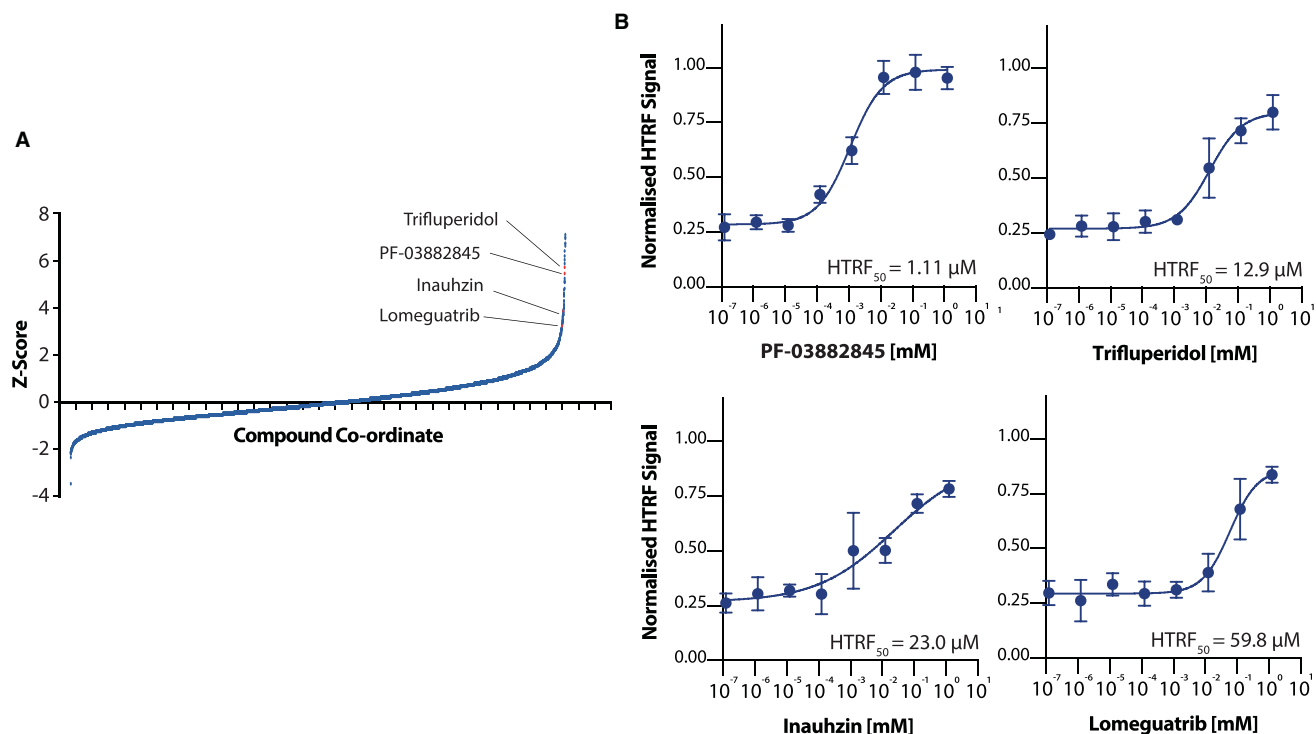 A
8
6
4
2
0
-2
-4
Z-Score
Compound Co-ordinate
Trifluperidol
PF-03882845
Inauhzin
Lomeguatrib
B
Normalised HTRF Signal
1.00
0.75
0.50
0.25
0.00
HTRF₅₀ = 1.11 µM
10⁻⁷ 10⁻⁶ 10⁻⁵ 10⁻⁴ 10⁻³ 10⁻² 10⁻¹ 10⁰ 10¹
PF-03882845 [mM]
1
1.00
0.75
0.50
0.25
0.00
HTRF₅₀ = 12.9 µM
10⁻⁷ 10⁻⁶ 10⁻⁵ 10⁻⁴ 10⁻³ 10⁻² 10⁻¹ 10⁰ 10¹
Trifluperidol [mM]
Normalised HTRF Signal
1.00
0.75
0.50
0.25
0.00
HTRF₅₀ = 23.0 µM
10⁻⁷ 10⁻⁶ 10⁻⁵ 10⁻⁴ 10⁻³ 10⁻² 10⁻¹ 10⁰ 10¹
Inauhzin [mM]
1.00
0.75
0.50
0.25
0.00
HTRF₅₀ = 59.8 µM
10⁻⁷ 10⁻⁶ 10⁻⁵ 10⁻⁴ 10⁻³ 10⁻² 10⁻¹ 10⁰ 10¹
Lomeguatrib [mM]